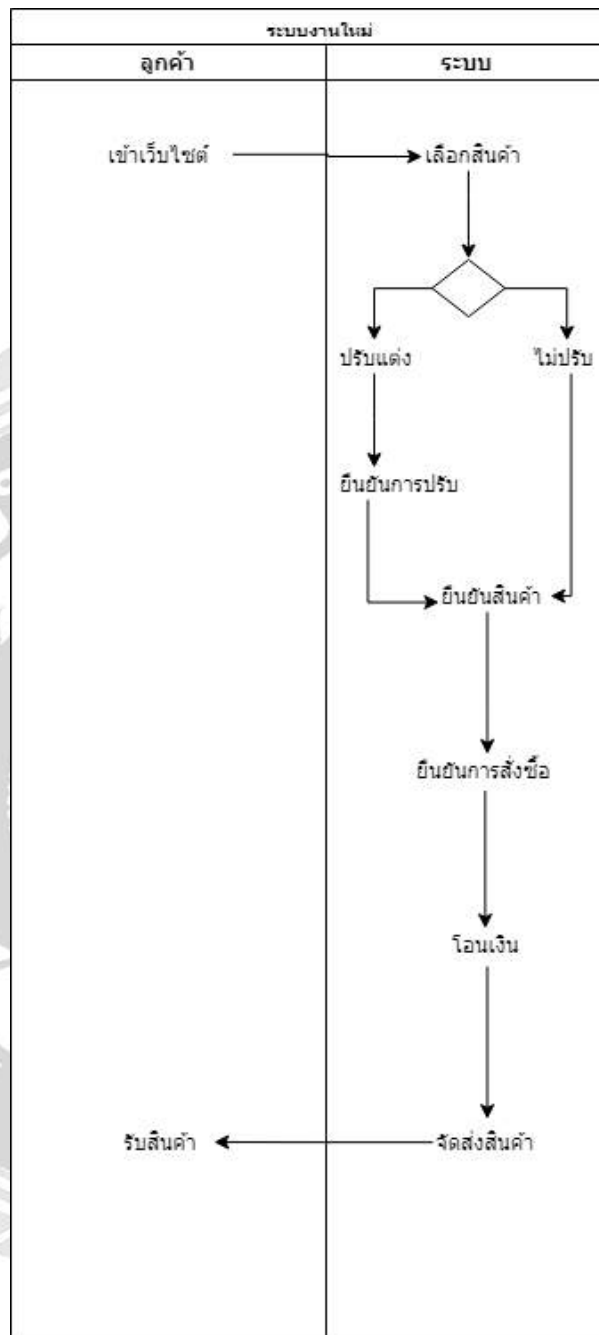 ระบบงานใหม่
ลูกค้า ระบบ
เข้าเว็บไซต์ เลือกสินค้า
ปรับแต่ง ไม่ปรับ
ยืนยันการปรับ
ยืนยันสินค้า
ยืนยันการสั่งซื้อ
โอนเงิน
รับสินค้า จัดส่งสินค้า